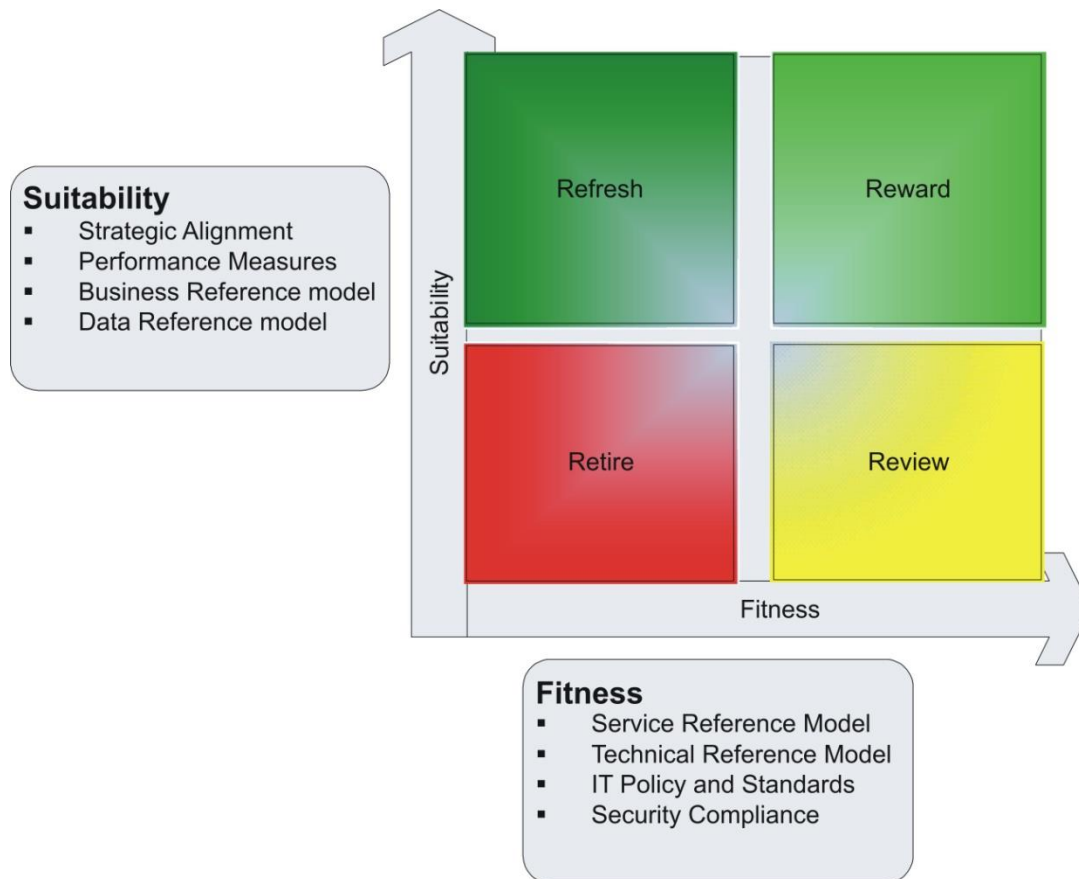 Refresh
Reward
Suitability
▪ Strategic Alignment
▪ Performance Measures
▪ Business Reference model
▪ Data Reference model
Suitability
Retire
Review
Fitness
Fitness
▪ Service Reference Model
▪ Technical Reference Model
▪ IT Policy and Standards
▪ Security Compliance